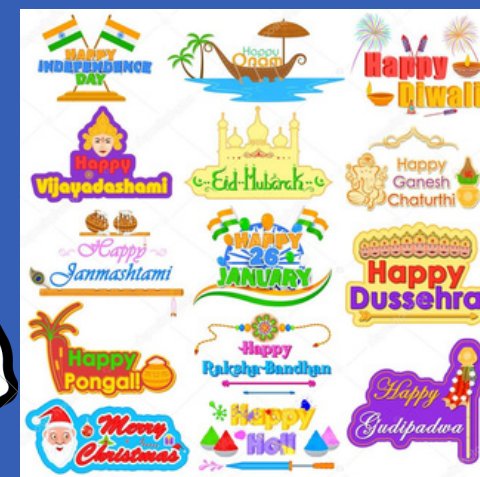 HAPPY
INDEPENDENCE
DAY
Happy
Onam
Happy
Diwali
Happy
Vijayadashami
Eid-Mubarak
Happy
Ganesh
Chaturthi
Happy
Janmashtami
HAPPY
26
JANUARY
Happy
Dussehra
Happy
Pongal!
Happy
Raksha-Bandhan
Happy
Gudipadwa
Merry
Christmas
Happy
Holi